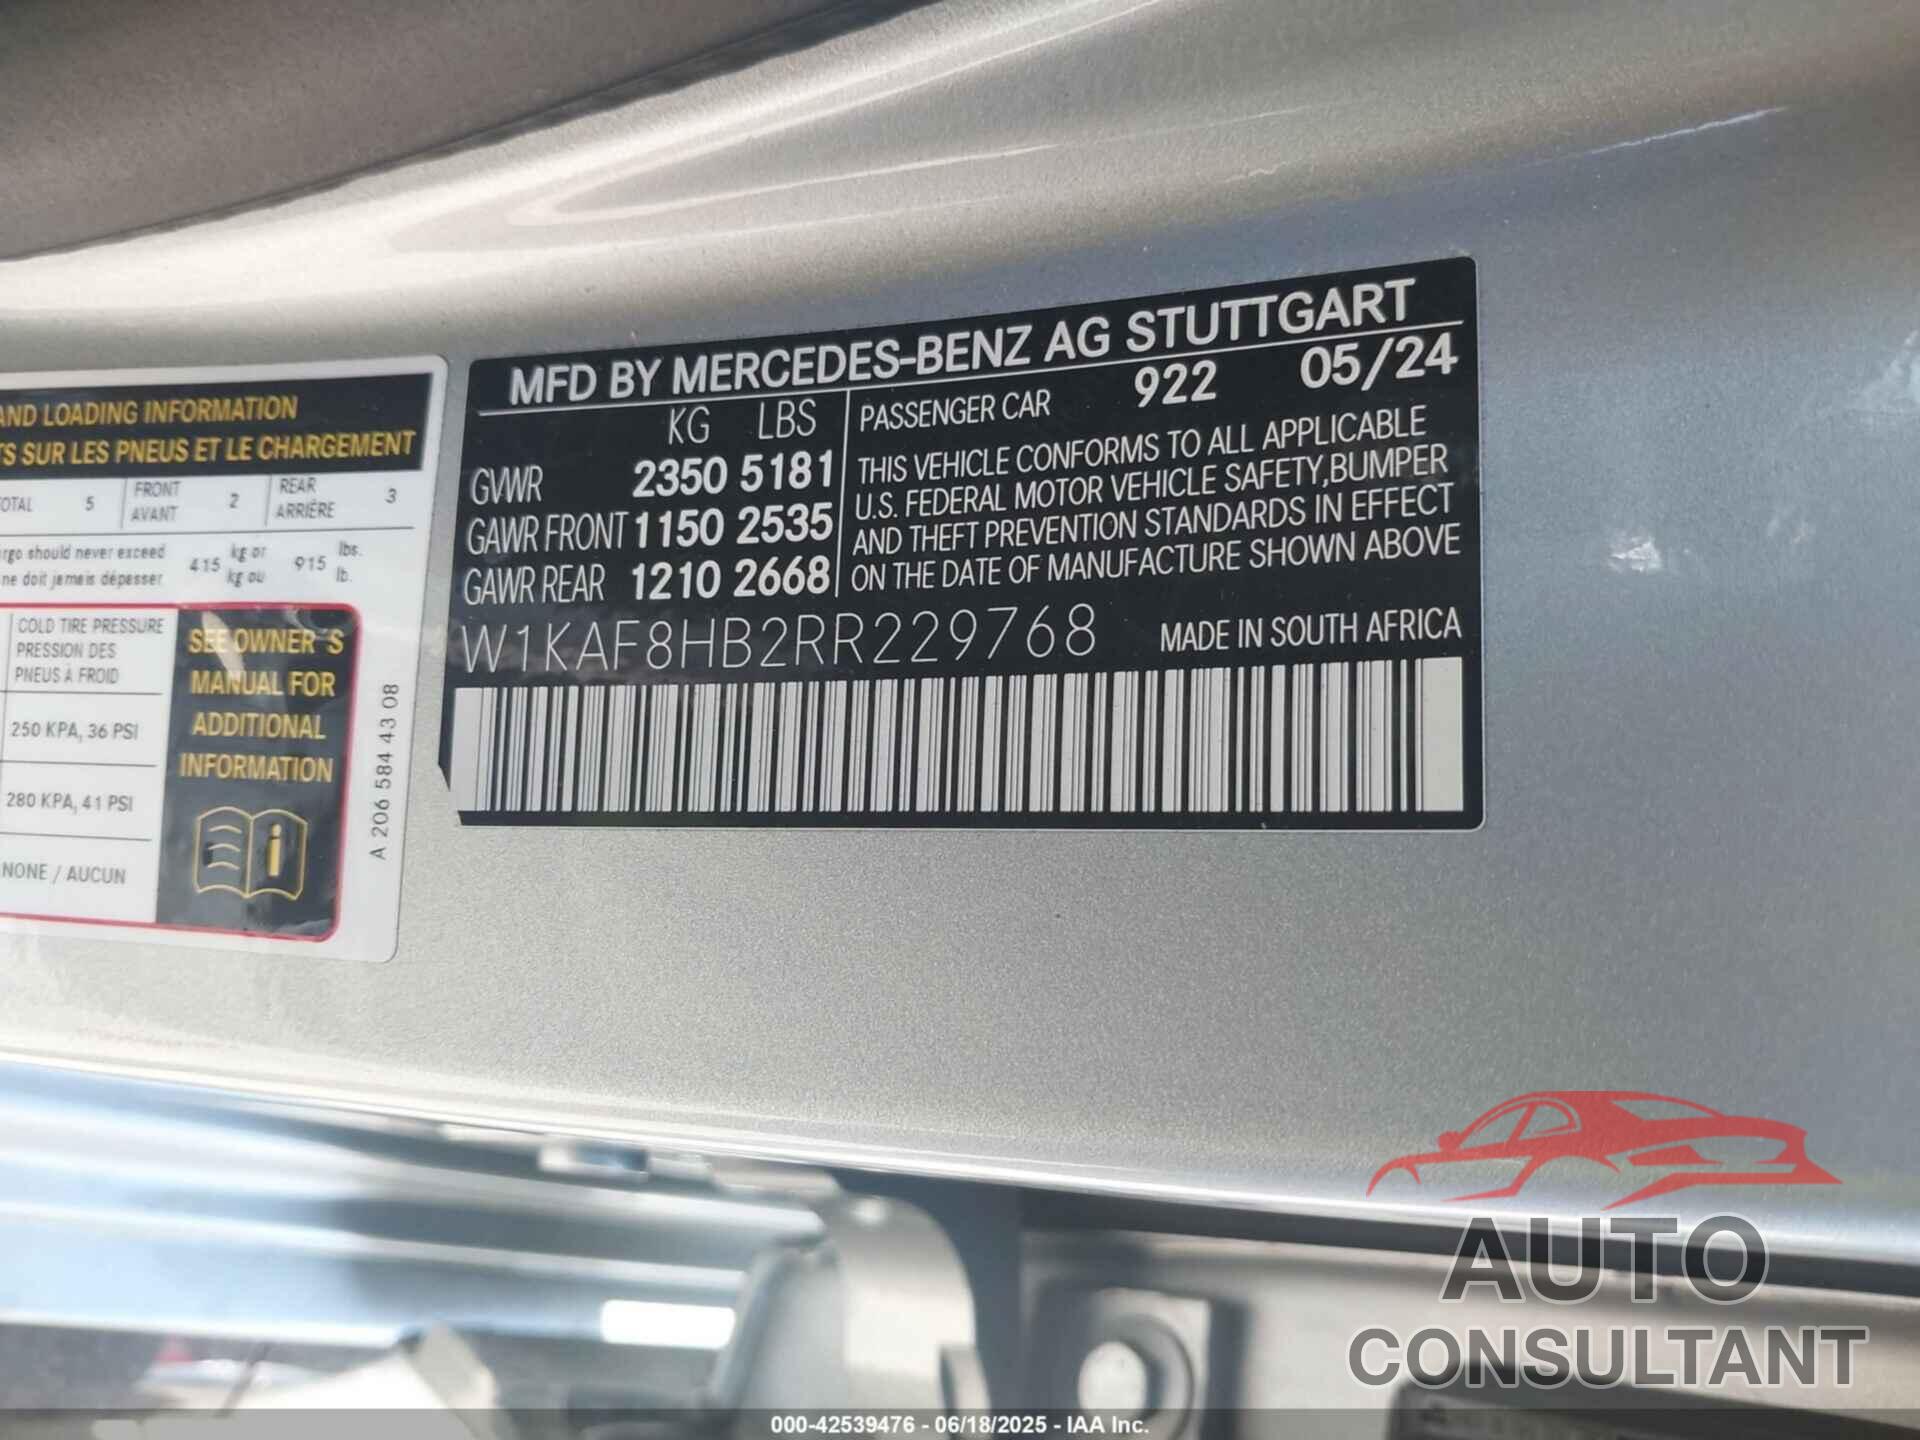 AND LOADING INFORMATION
TS SUR LES PNEUS ET LE CHARGEMENT
TOTAL 5 FRONT AVANT 2 REAR ARRIÈRE 3
should never exceed 415 kg or 915 lbs.
ne doit jamais dépasser kg ou lb.
COLD TIRE PRESSURE
PRESSION DES
PNEUS À FROID
250 KPA, 36 PSI
280 KPA, 41 PSI
NONE / AUCUN
SEE OWNER´S
MANUAL FOR
ADDITIONAL
INFORMATION
A 206 584 43 08
MFD BY MERCEDES-BENZ AG STUTTGART
KG LBS
GVWR 2350 5181
GAWR FRONT 1150 2535
GAWR REAR 1210 2668
PASSENGER CAR 922 05/24
THIS VEHICLE CONFORMS TO ALL APPLICABLE
U.S. FEDERAL MOTOR VEHICLE SAFETY,BUMPER
AND THEFT PREVENTION STANDARDS IN EFFECT
ON THE DATE OF MANUFACTURE SHOWN ABOVE
W1KAF8HB2RR229768 MADE IN SOUTH AFRICA
AUTO
CONSULTANT
000-42539476 - 06/18/2025 - IAA Inc.